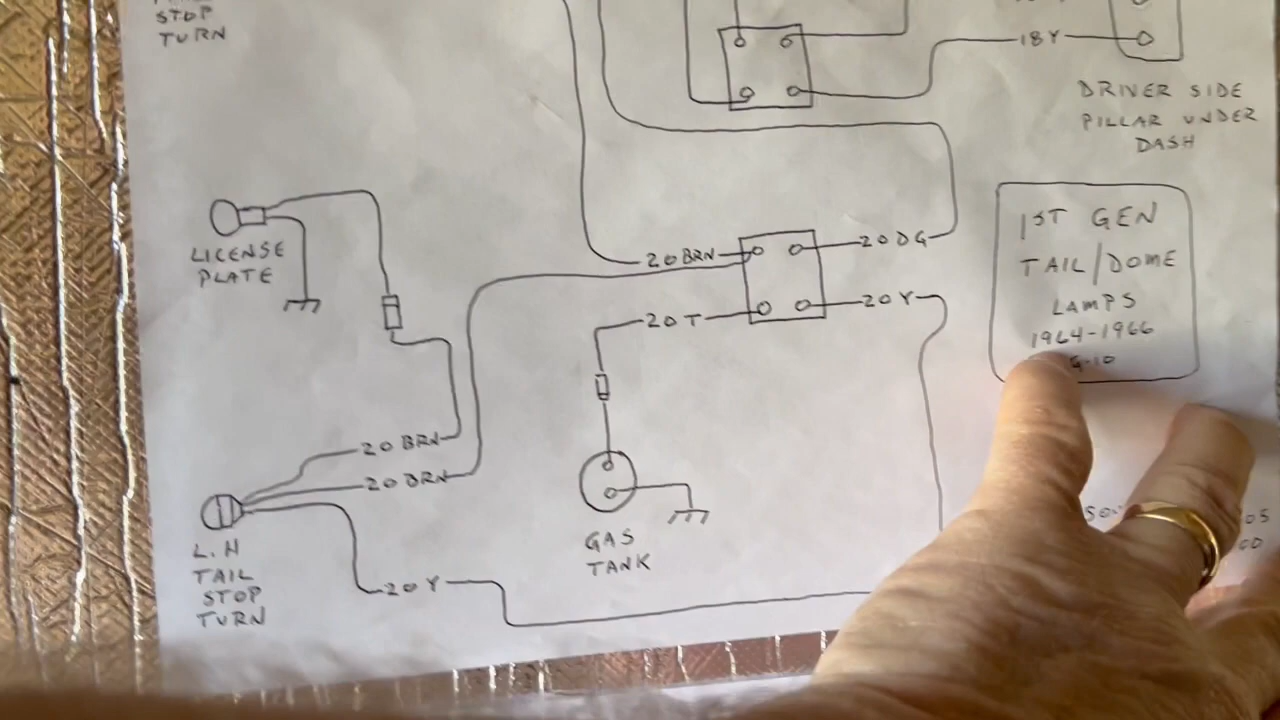 STOP
TURN
18Y
DRIVER SIDE
PILLAR UNDER
DASH
LICENSE
PLATE
20 BRN
20 DG
20 T
20 Y
1ST GEN
TAIL/DOME
LAMPS
1964-1966
G-10
20 BRN
20 BRN
L.H
TAIL
STOP
TURN
20 Y
GAS
TANK